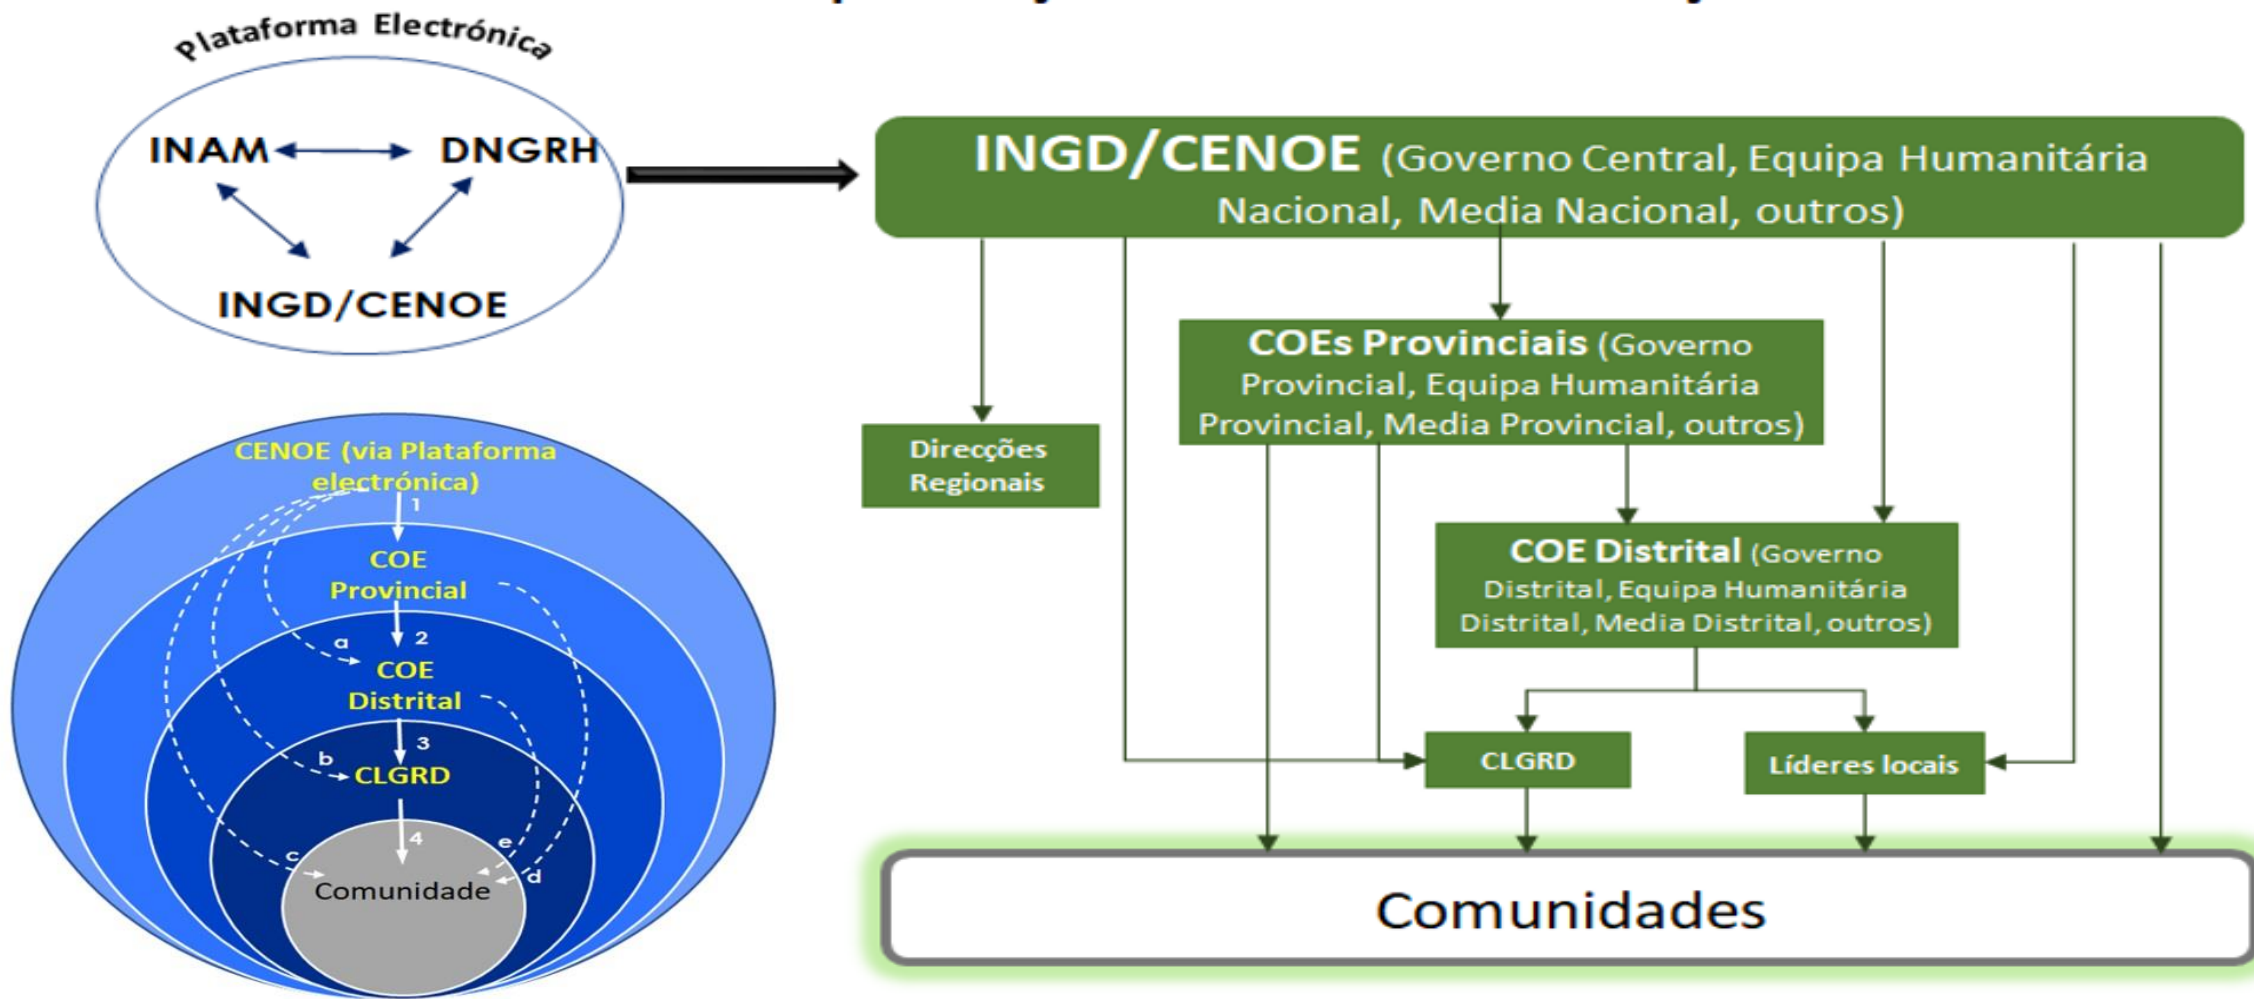 Plataforma Electrónica
INAM
DNGRH
INGD/CENOE
INGD/CENOE (Governo Central, Equipa Humanitária
Nacional, Media Nacional, outros)
COEs Provinciais (Governo
Provincial, Equipa Humanitária
Provincial, Media Provincial, outros)
Direcções
Regionais
COE Distrital (Governo
Distrital, Equipa Humanitária
Distrital, Media Distrital, outros)
CLGRD
Líderes locais
Comunidades
CENOE (via Plataforma
electrónica)
1
COE
Provincial
2
a
COE
Distrital
3
b
CLGRD
4
c
e
d
Comunidade